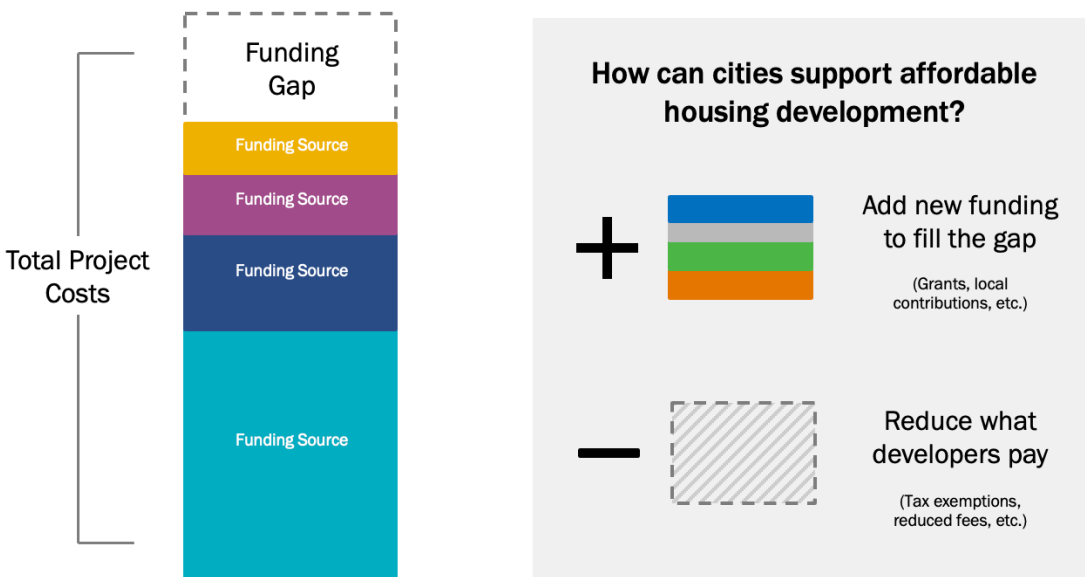 Funding
Gap
Funding Source
Funding Source
Funding Source
Funding Source
Total Project
Costs
How can cities support affordable
housing development?
Add new funding
to fill the gap
(Grants, local
contributions, etc.)
Reduce what
developers pay
(Tax exemptions,
reduced fees, etc.)